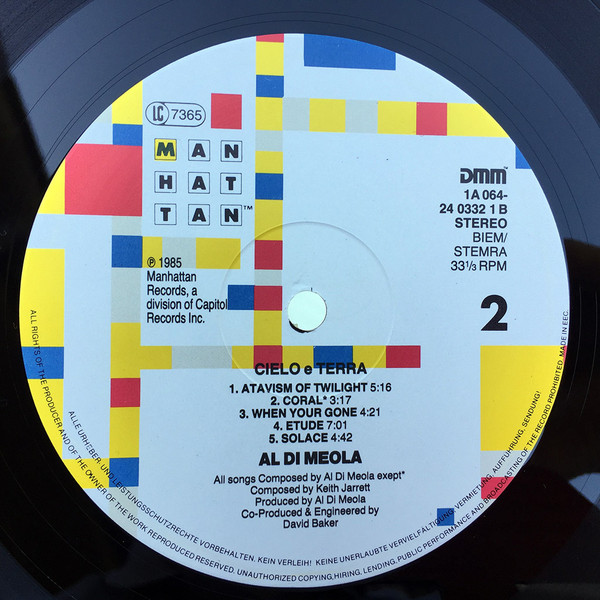 LC 7365
MAN
HAT
TAN™
℗ 1985
Manhattan
Records, a
division of Capitol
Records Inc.
DMM™
1A 064-
24 0332 1 B
STEREO
BIEM/
STEMRA
33 1/3 RPM
2
CIELO e TERRA
1. ATAVISM OF TWILIGHT 5:16
2. CORAL* 3:17
3. WHEN YOUR GONE 4:21
4. ETUDE 7:01
5. SOLACE 4:42
AL DI MEOLA
All songs Composed by Al Di Meola exept*
Composed by Keith Jarrett
Produced by Al Di Meola
Co-Produced & Engineered by
David Baker
ALLE URHEBER- UND LEISTUNGSSCHUTZRECHTE VORBEHALTEN. KEIN VERLEIH! KEINE UNERLAUBTE VERVIELFÄLTIGUNG, VERMIETUNG, AUFFÜHRUNG, SENDUNG!
ALL RIGHTS OF THE PRODUCER AND OF THE OWNER OF THE WORK REPRODUCED RESERVED. UNAUTHORIZED COPYING, HIRING, LENDING, PUBLIC PERFORMANCE AND BROADCASTING OF THE RECORD PROHIBITED. MADE IN EEC.